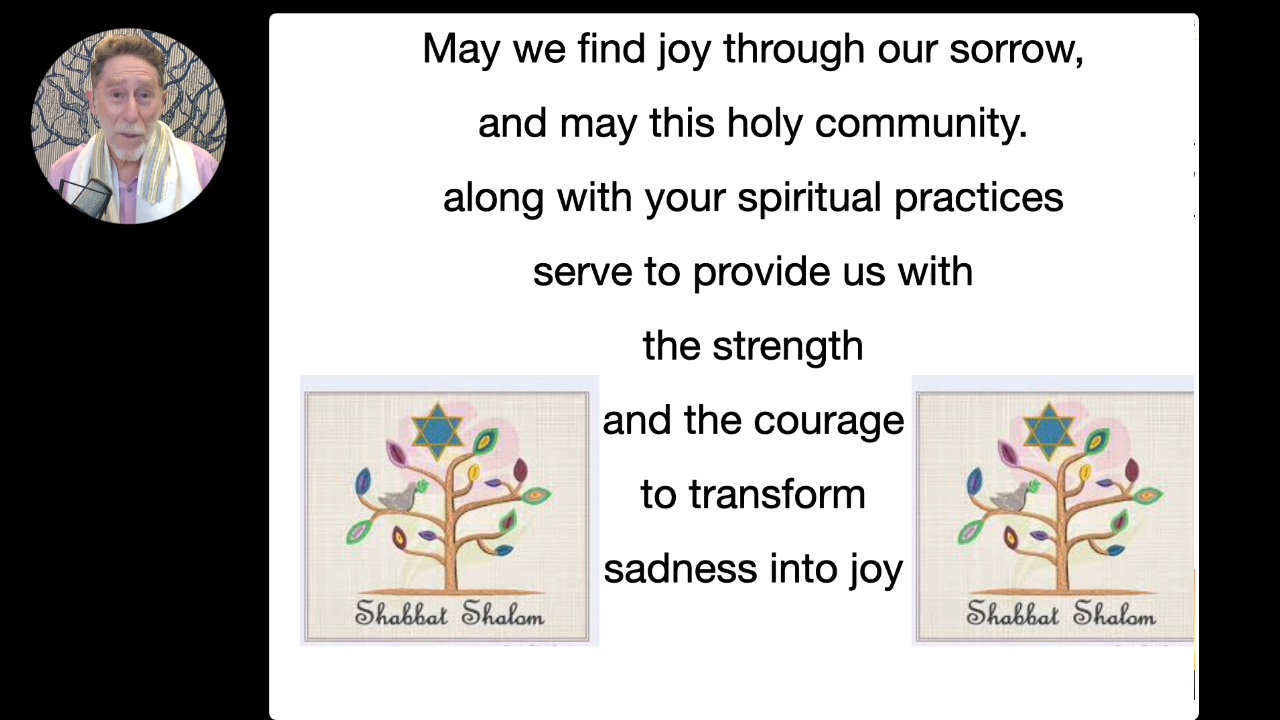 May we find joy through our sorrow,
and may this holy community.
along with your spiritual practices
serve to provide us with
the strength
and the courage
to transform
sadness into joy
Shabbat Shalom
Shabbat Shalom